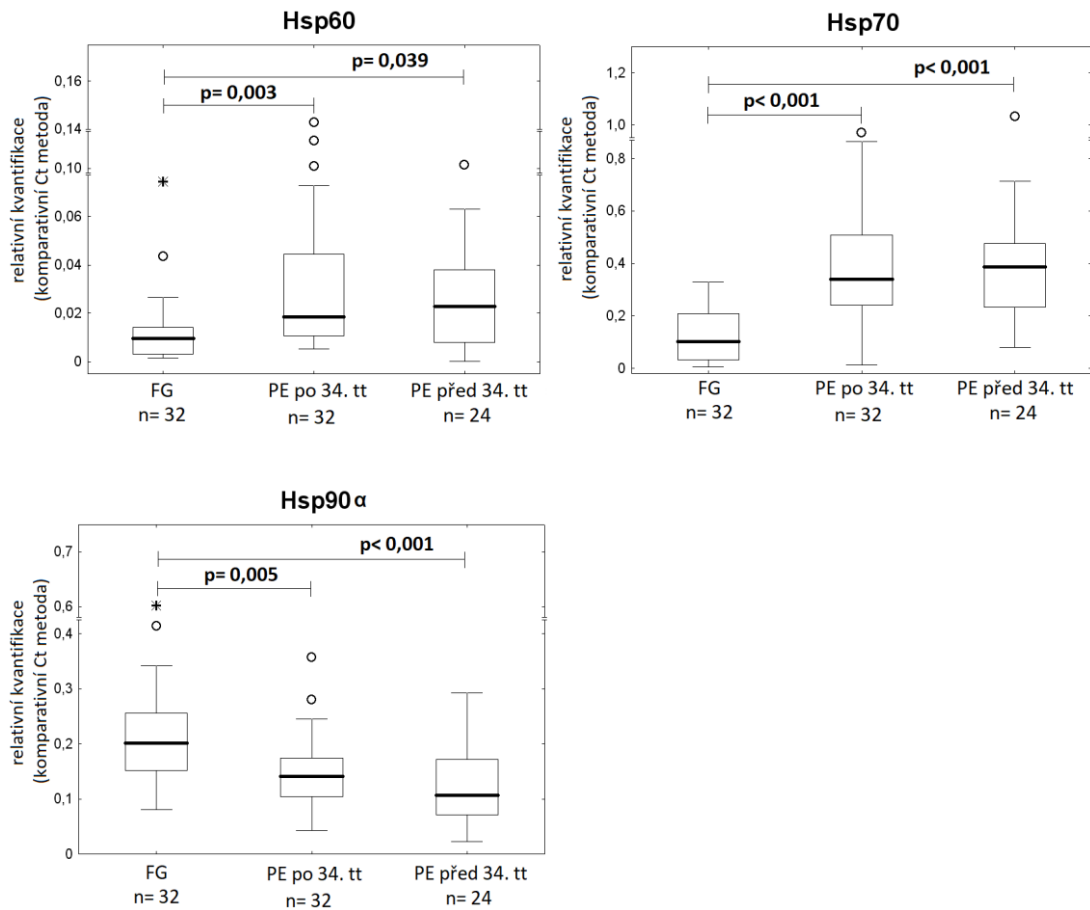 Hsp60
relativní kvantifikace
(komparativní Ct metoda)
0,16
0,14
0,10
0,06
0,04
0,02
0
p= 0,039
p= 0,003
FG
n= 32
PE po 34. tt
n= 32
PE před 34. tt
n= 24
Hsp70
relativní kvantifikace
(komparativní Ct metoda)
1,2
1,0
0,8
0,6
0,4
0,2
0
p< 0,001
p< 0,001
FG
n= 32
PE po 34. tt
n= 32
PE před 34. tt
n= 24
Hsp90α
relativní kvantifikace
(komparativní Ct metoda)
0,7
0,6
0,4
0,3
0,2
0,1
0
p< 0,001
p= 0,005
FG
n= 32
PE po 34. tt
n= 32
PE před 34. tt
n= 24